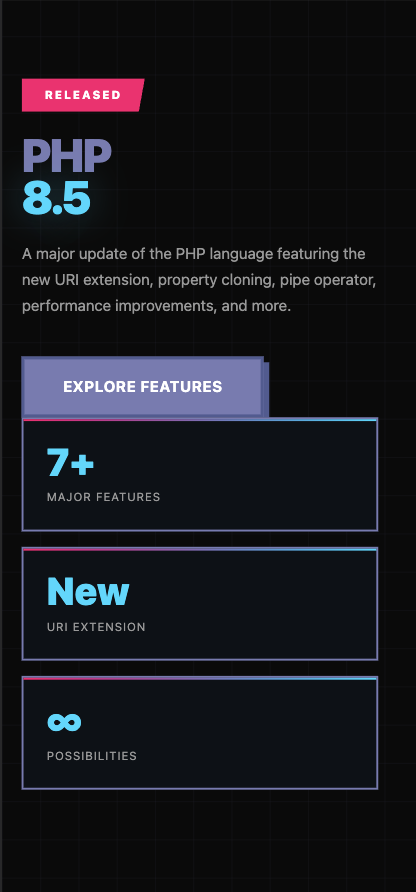 RELEASED
PHP
8.5
A major update of the PHP language featuring the
new URI extension, property cloning, pipe operator,
performance improvements, and more.
EXPLORE FEATURES
7+
MAJOR FEATURES
New
URI EXTENSION
∞
POSSIBILITIES